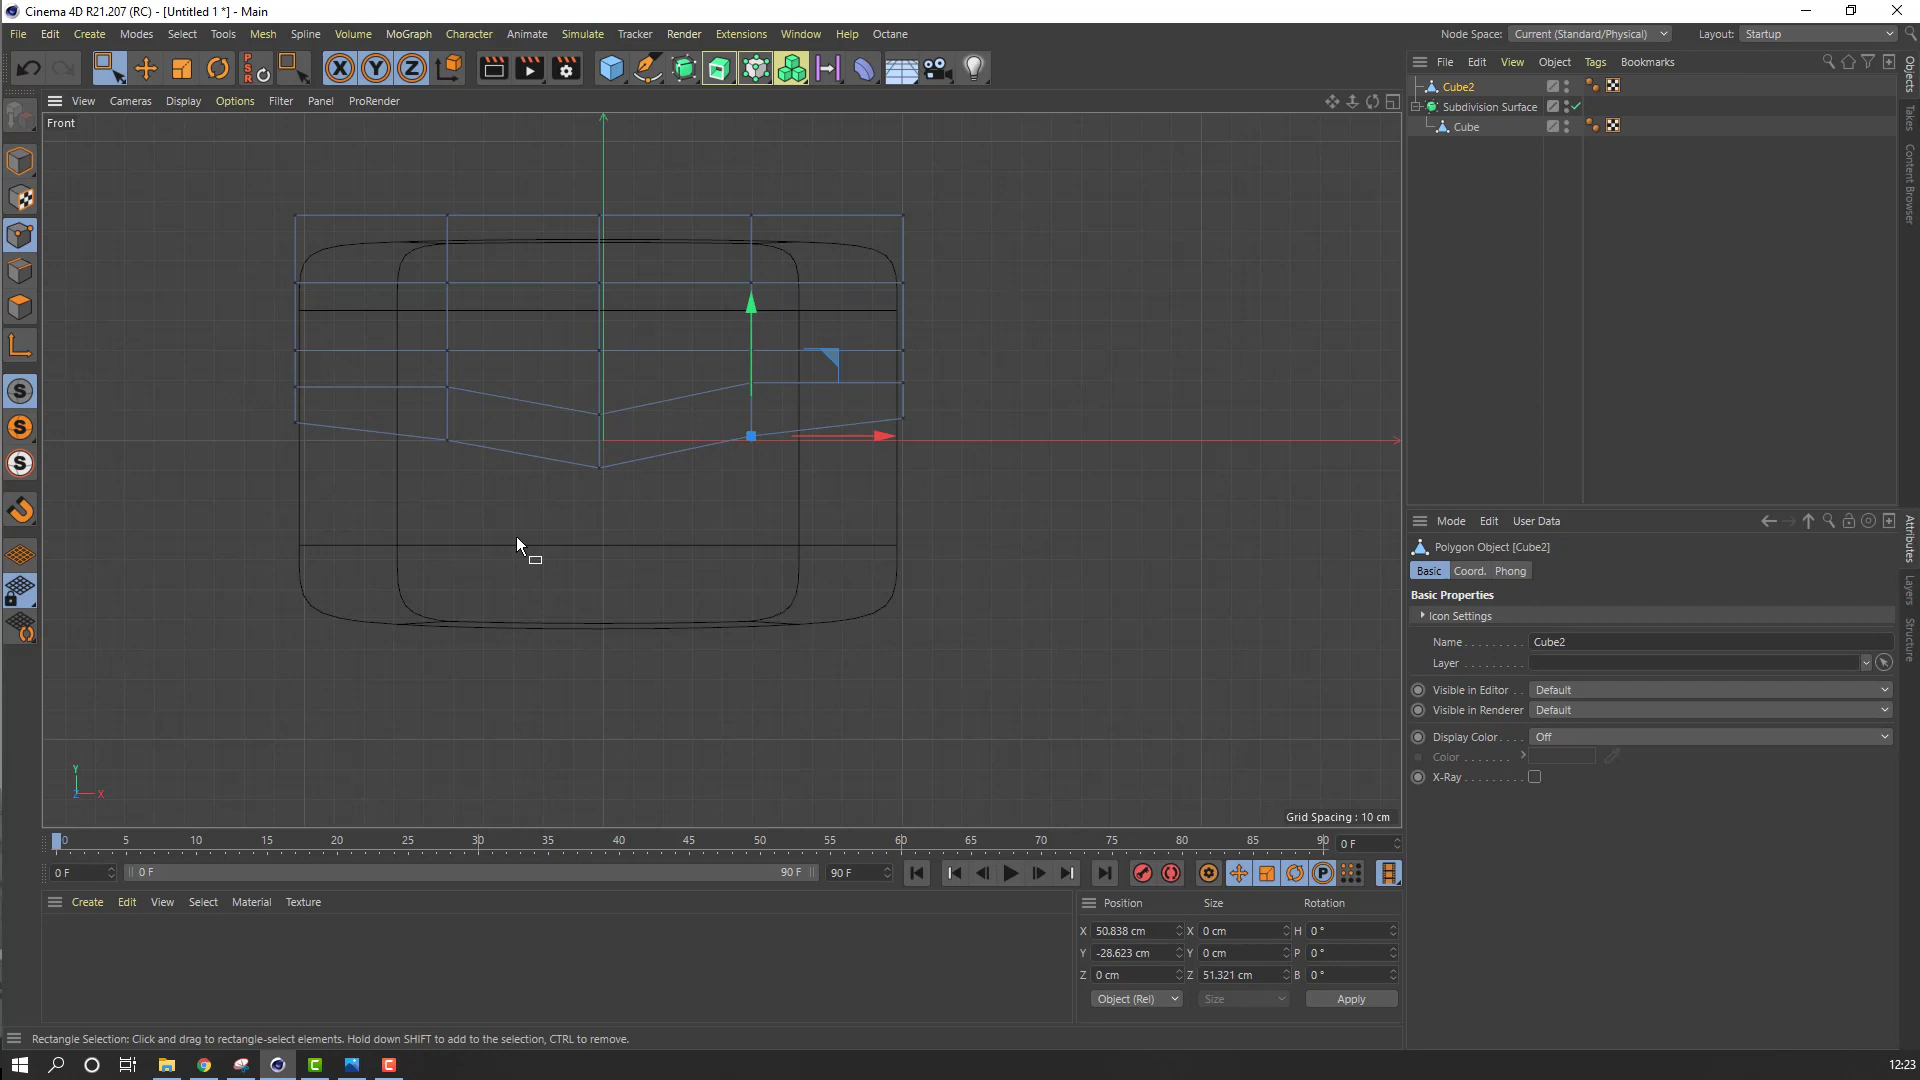 Cinema 4D R21.207 (RC) - [Untitled 1 *] - Main
File Edit Create Modes Select Tools Mesh Spline Volume MoGraph Character Animate Simulate Tracker Render Extensions Window Help Octane
Node Space: Current (Standard/Physical) Layout: Startup
PSR X Y Z
File Edit View Object Tags Bookmarks
View Cameras Display Options Filter Panel ProRender
Front
Cube2
Subdivision Surface
Cube
Objects
Takes
Content Browser
S
S
S
Mode Edit User Data
Polygon Object [Cube2]
Basic Coord. Phong
Basic Properties
Icon Settings
Name . . . . . . . . . Cube2
Layer . . . . . . . . .
Visible in Editor . . Default
Visible in Renderer Default
Display Color . . . . Off
Color . . . . . . .
X-Ray . . . . . . . . .
Attributes
Layers
Structure
Y
Z X
Grid Spacing : 10 cm
0 5 10 15 20 25 30 35 40 45 50 55 60 65 70 75 80 85 90 0 F
0 F 0 F 90 F 90 F P
Create Edit View Select Material Texture
Position Size Rotation
X 50.838 cm X 0 cm H 0 °
Y -28.623 cm Y 0 cm P 0 °
Z 0 cm Z 51.321 cm B 0 °
Object (Rel) Size Apply
Rectangle Selection: Click and drag to rectangle-select elements. Hold down SHIFT to add to the selection, CTRL to remove.
12:23